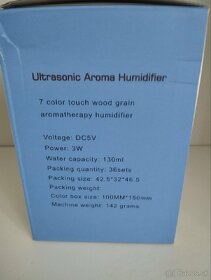 Ultrasonic Aroma Humidifier
7 color touch wood grain
aromatherapy humidifier
Voltage: DC5V
Power: 3W
Water capacity: 130ml
Packing quantity: 36sets
Packing size: 42.5*32*46.5
Packing weight:
Color box size: 100MM*150mm
Machine weight: 142 grams